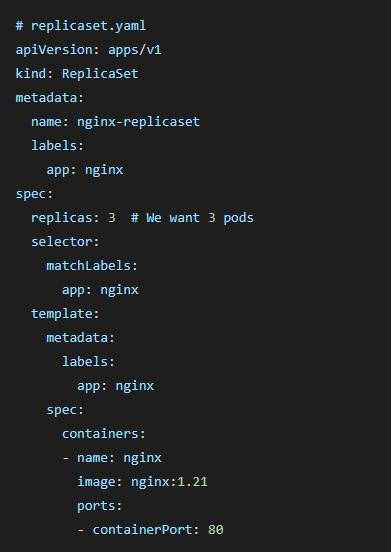 # replicaset.yaml
apiVersion: apps/v1
kind: ReplicaSet
metadata:
  name: nginx-replicaset
  labels:
    app: nginx
spec:
  replicas: 3  # We want 3 pods
  selector:
    matchLabels:
      app: nginx
  template:
    metadata:
      labels:
        app: nginx
    spec:
      containers:
      - name: nginx
        image: nginx:1.21
        ports:
        - containerPort: 80